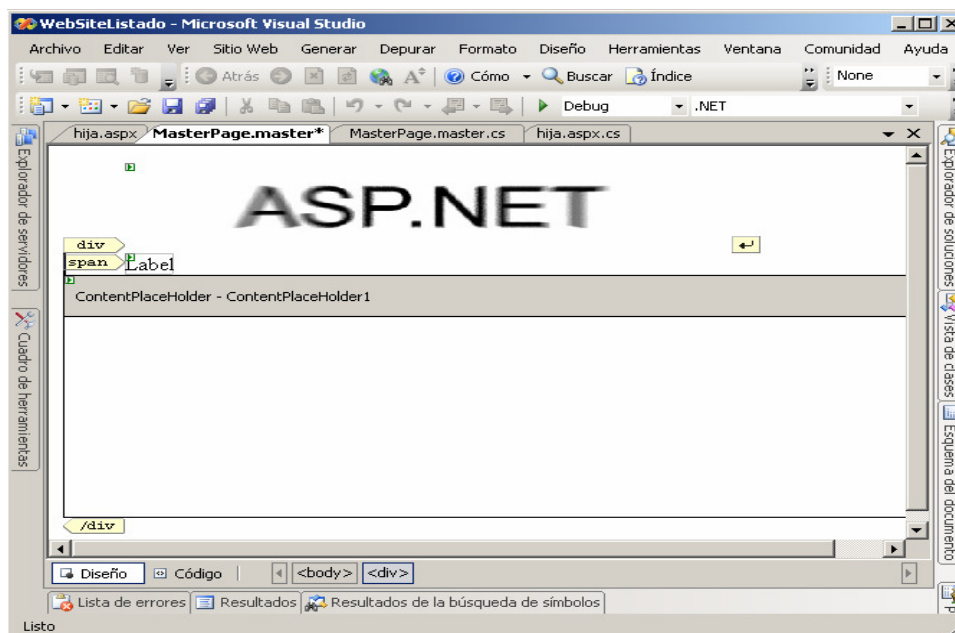 WebSiteListado - Microsoft Visual Studio
Archivo Editar Ver Sitio Web Generar Depurar Formato Diseño Herramientas Ventana Comunidad Ayuda
Atrás Cómo Buscar Índice None
Debug .NET
hija.aspx MasterPage.master* MasterPage.master.cs hija.aspx.cs
Explorador de servidores
Cuadro de herramientas
ASP.NET
div
span Label
ContentPlaceHolder - ContentPlaceHolder1
/div
Explorador de soluciones
Vista de clases
Esquema del documento
Diseño Código <body> <div>
Lista de errores Resultados Resultados de la búsqueda de símbolos
Listo